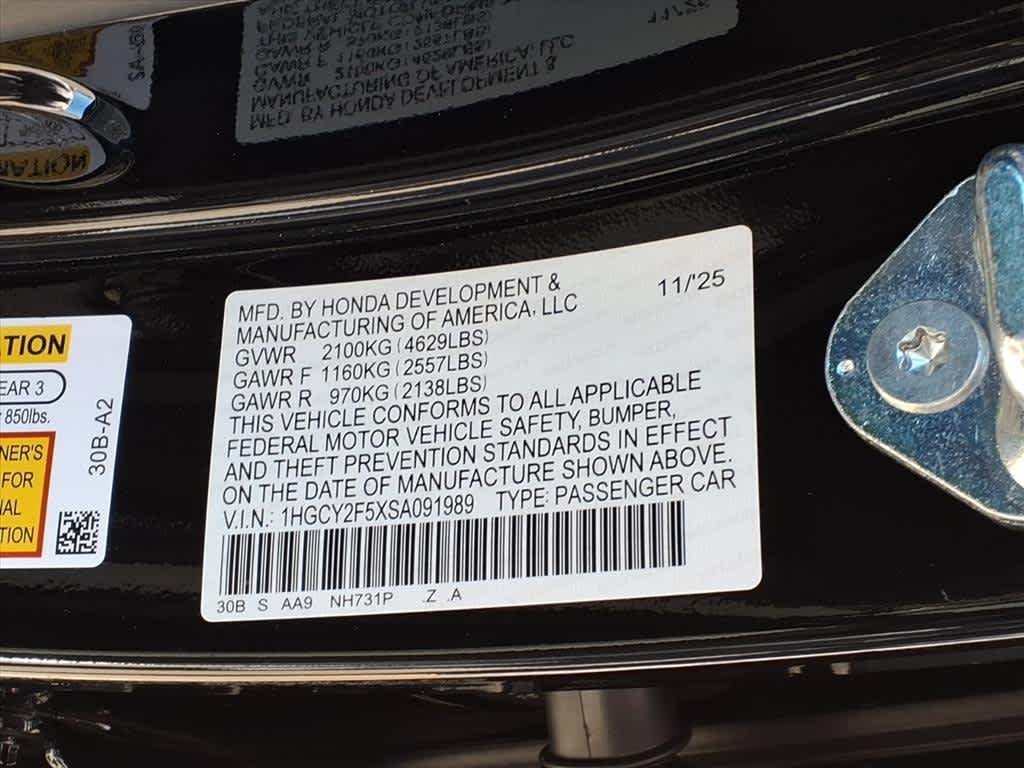 MFD. BY HONDA DEVELOPMENT & 11/'25
MANUFACTURING OF AMERICA, LLC
GVWR 2100KG (4629LBS)
GAWR F 1160KG (2557LBS)
GAWR R 970KG (2138LBS)
THIS VEHICLE CONFORMS TO ALL APPLICABLE
FEDERAL MOTOR VEHICLE SAFETY, BUMPER,
AND THEFT PREVENTION STANDARDS IN EFFECT
ON THE DATE OF MANUFACTURE SHOWN ABOVE.
V.I.N.: 1HGCY2F5XSA091989 TYPE: PASSENGER CAR
30B S AA9 NH731P .Z .A
ATION
EAR 3
850lbs.
NER'S
FOR
NAL
TION
30B-A2